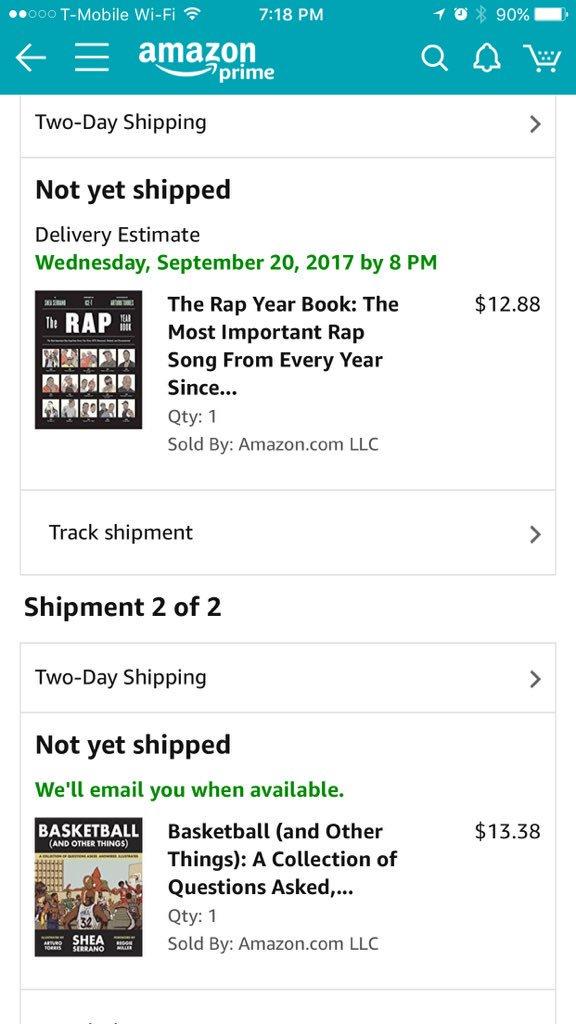 T-Mobile Wi-Fi 7:18 PM 90%
amazon
prime
Two-Day Shipping
Not yet shipped
Delivery Estimate
Wednesday, September 20, 2017 by 8 PM
SHEA SERRANO ICE-T ARTURO TORRES
The RAP YEAR BOOK
The Rap Year Book: The $12.88
Most Important Rap
Song From Every Year
Since...
Qty: 1
Sold By: Amazon.com LLC
Track shipment
Shipment 2 of 2
Two-Day Shipping
Not yet shipped
We'll email you when available.
BASKETBALL
(AND OTHER THINGS)
A COLLECTION OF QUESTIONS ASKED, ANSWERED, ILLUSTRATED
32
ILLUSTRATED BY ARTURO TORRES
SHEA SERRANO
FOREWORD BY REGGIE MILLER
Basketball (and Other $13.38
Things): A Collection of
Questions Asked,...
Qty: 1
Sold By: Amazon.com LLC